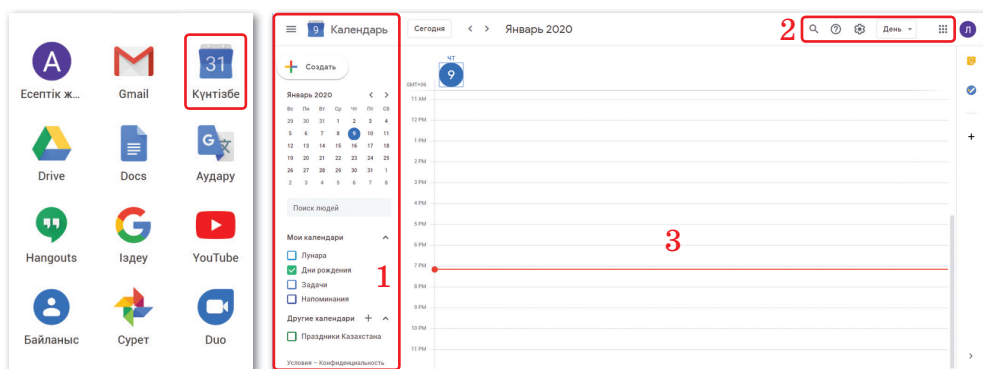 A
Есептік ж...
Gmail
31
Күнтізбе
Drive
Docs
G
Аудару
Hangouts
Іздеу
YouTube
Байланыс
Сурет
Duo
9 Календарь
Создать
Январь 2020 < >
Вс Пн Вт Ср Чт Пт Сб
29 30 31 1 2 3 4
5 6 7 8 9 10 11
12 13 14 15 16 17 18
19 20 21 22 23 24 25
26 27 28 29 30 31 1
2 3 4 5 6 7 8
Поиск людей
Мои календари
Лунара
Дни рождения
Задачи
Напоминания
1
Другие календари +
Праздники Казахстана
Условия – Конфиденциальность
Сегодня < > Январь 2020
2
? День
Л
ЧТ
9
GMT+06
11 AM
12 PM
1 PM
2 PM
3 PM
4 PM
5 PM
6 PM
7 PM
8 PM
9 PM
10 PM
11 PM
3
+
>